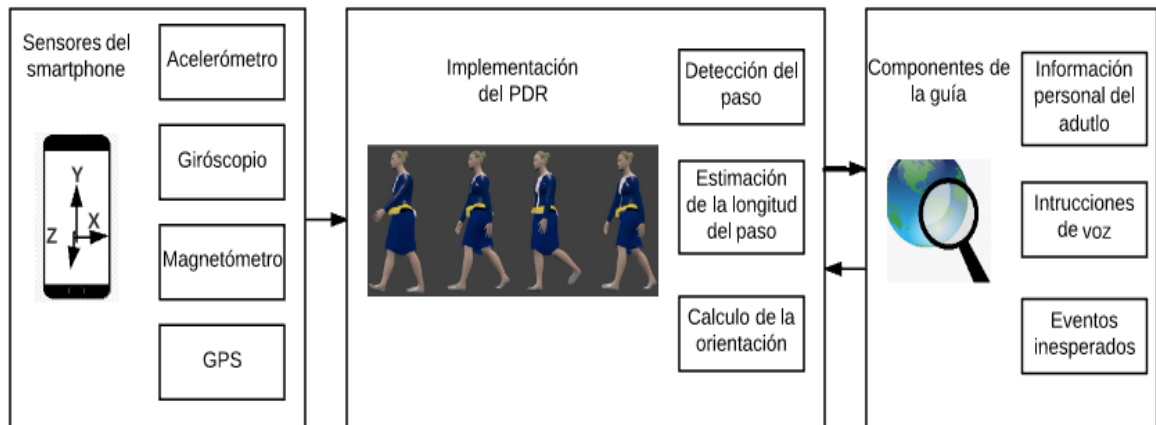 Sensores del
smartphone
Acelerómetro
Giróscopio
Y
Z
X
Magnetómetro
GPS
Implementación
del PDR
Detección del
paso
Estimación
de la longitud
del paso
Calculo de la
orientación
Componentes de
la guía
Información
personal del
adutlo
Intrucciones
de voz
Eventos
inesperados